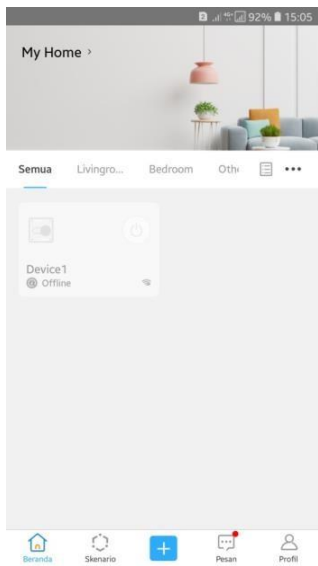 92% 15:05
My Home >
Semua Livingro... Bedroom Oth
Device1
@ Offline
Beranda Skenario Pesan Profil